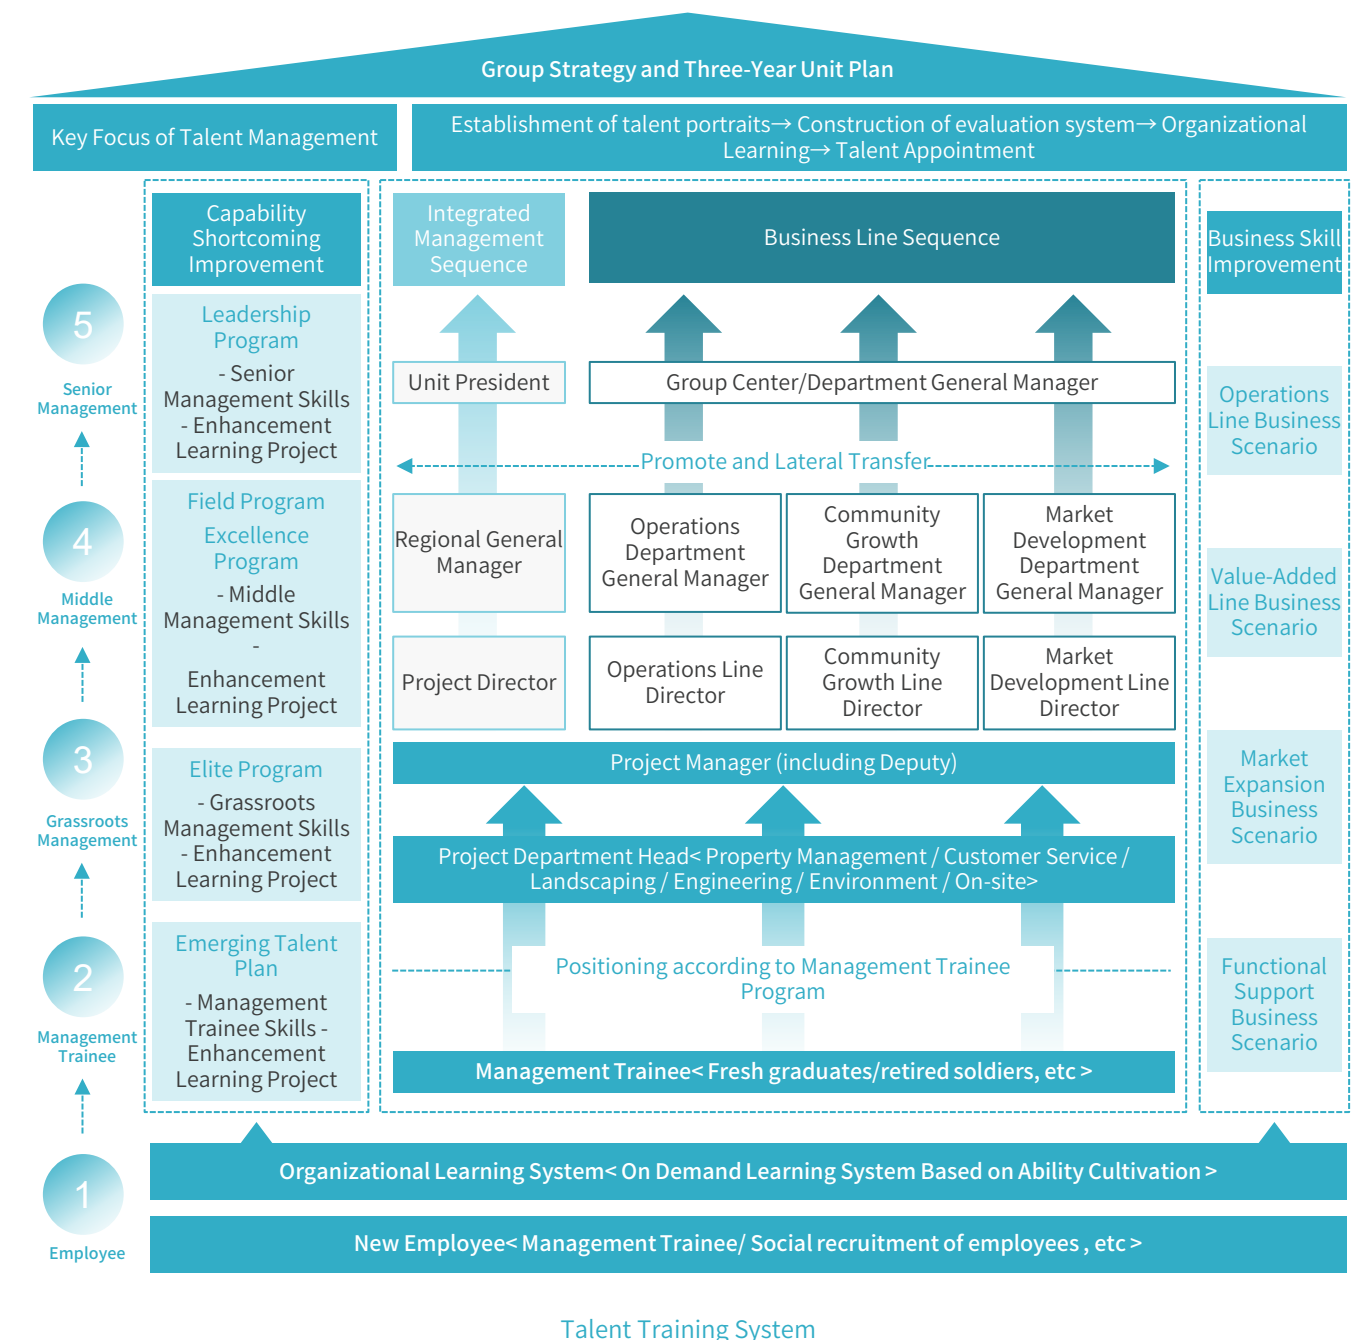 Group Strategy and Three-Year Unit Plan
Key Focus of Talent Management
Establishment of talent portraits→ Construction of evaluation system→ Organizational
Learning→ Talent Appointment
Capability
Shortcoming
Improvement
Integrated
Management
Sequence
Business Line Sequence
Business Skill
Improvement
5
Senior
Management
Leadership
Program
- Senior
Management Skills
- Enhancement
Learning Project
Unit President
Group Center/Department General Manager
Promote and Lateral Transfer
Operations
Line Business
Scenario
4
Middle
Management
Field Program
Excellence
Program
- Middle
Management Skills
-
Enhancement
Learning Project
Regional General
Manager
Operations
Department
General Manager
Community
Growth
Department
General Manager
Market
Development
Department
General Manager
Value-Added
Line Business
Scenario
Project Director
Operations Line
Director
Community
Growth Line
Director
Market
Development Line
Director
3
Grassroots
Management
Elite Program
- Grassroots
Management Skills
- Enhancement
Learning Project
Project Manager (including Deputy)
Project Department Head< Property Management / Customer Service /
Landscaping / Engineering / Environment / On-site>
Market
Expansion
Business
Scenario
2
Management
Trainee
Emerging Talent
Plan
- Management
Trainee Skills -
Enhancement
Learning Project
Positioning according to Management Trainee
Program
Management Trainee< Fresh graduates/retired soldiers, etc >
Functional
Support
Business
Scenario
1
Employee
Organizational Learning System< On Demand Learning System Based on Ability Cultivation >
New Employee< Management Trainee/ Social recruitment of employees , etc >
Talent Training System